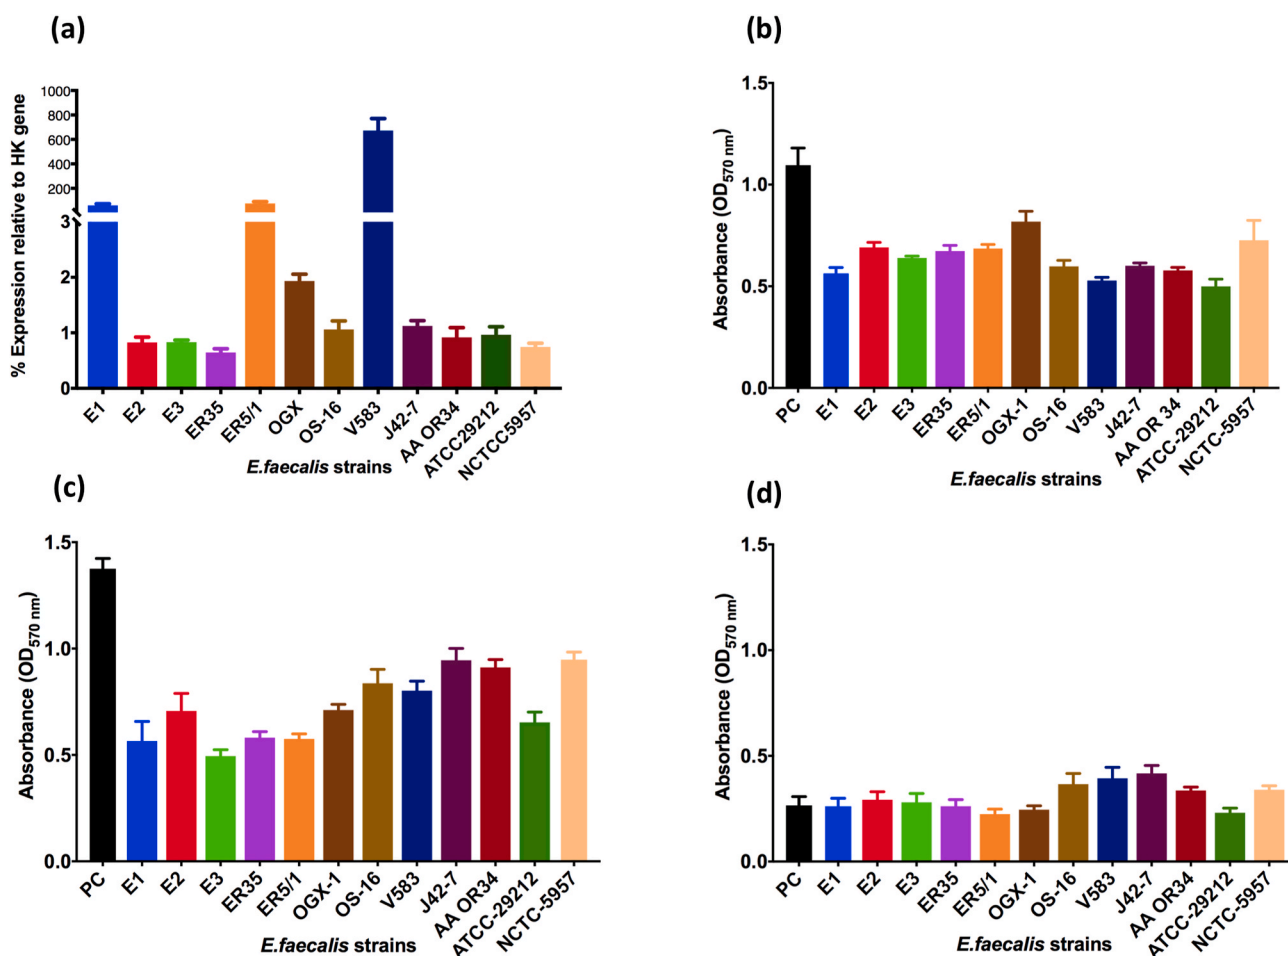 (a)
% Expression relative to HK gene
1000
800
600
400
200
3
2
1
0
E1
E2
E3
ER35
ER5/1
OGX
OS-16
V583
J42-7
AA OR34
ATCC29212
NCTCC5957
E.faecalis strains
(b)
Absorbance (OD570 nm)
1.5
1.0
0.5
0.0
PC
E1
E2
E3
ER35
ER5/1
OGX-1
OS-16
V583
J42-7
AA OR 34
ATCC-29212
NCTC-5957
E.faecalis strains
(c)
Absorbance (OD570 nm)
1.5
1.0
0.5
0.0
PC
E1
E2
E3
ER35
ER5/1
OGX-1
OS-16
V583
J42-7
AA OR34
ATCC-29212
NCTC-5957
E.faecalis strains
(d)
Absorbance (OD570 nm)
1.5
1.0
0.5
0.0
PC
E1
E2
E3
ER35
ER5/1
OGX-1
OS-16
V583
J42-7
AA OR34
ATCC-29212
NCTC-5957
E.faecalis strains